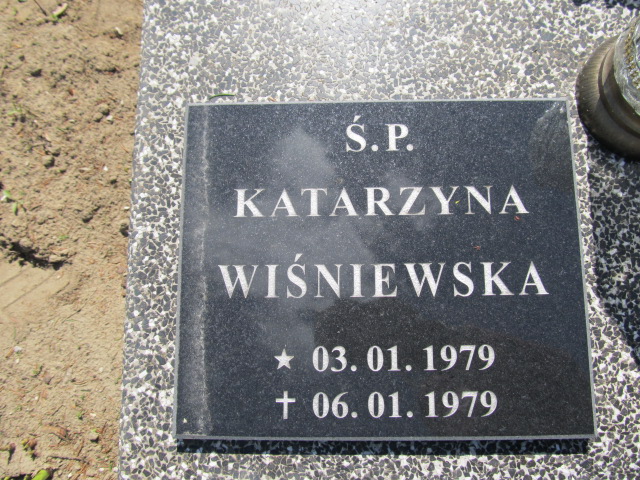 Ś.P.
KATARZYNA
WIŚNIEWSKA
★ 03. 01. 1979
✝ 06. 01. 1979